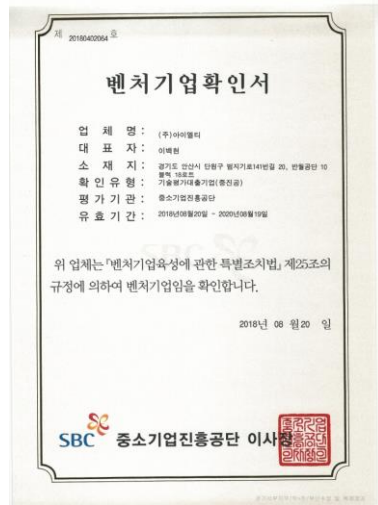 제 20180402064 호
벤처기업확인서
업 체 명 : (주)아이엘티
대 표 자 : 이백현
소 재 지 : 경기도 안산시 단원구 범지기로141번길 20, 반월공단 10
블럭 18로트
확 인 유 형 : 기술평가대출기업(중진공)
평 가 기 관 : 중소기업진흥공단
유 효 기 간 : 2018년08월20일 - 2020년08월19일
위 업체는「벤처기업육성에 관한 특별조치법」제25조의
규정에 의하여 벤처기업임을 확인합니다.
2018년 08 월20 일
SBC 중소기업진흥공단 이사장